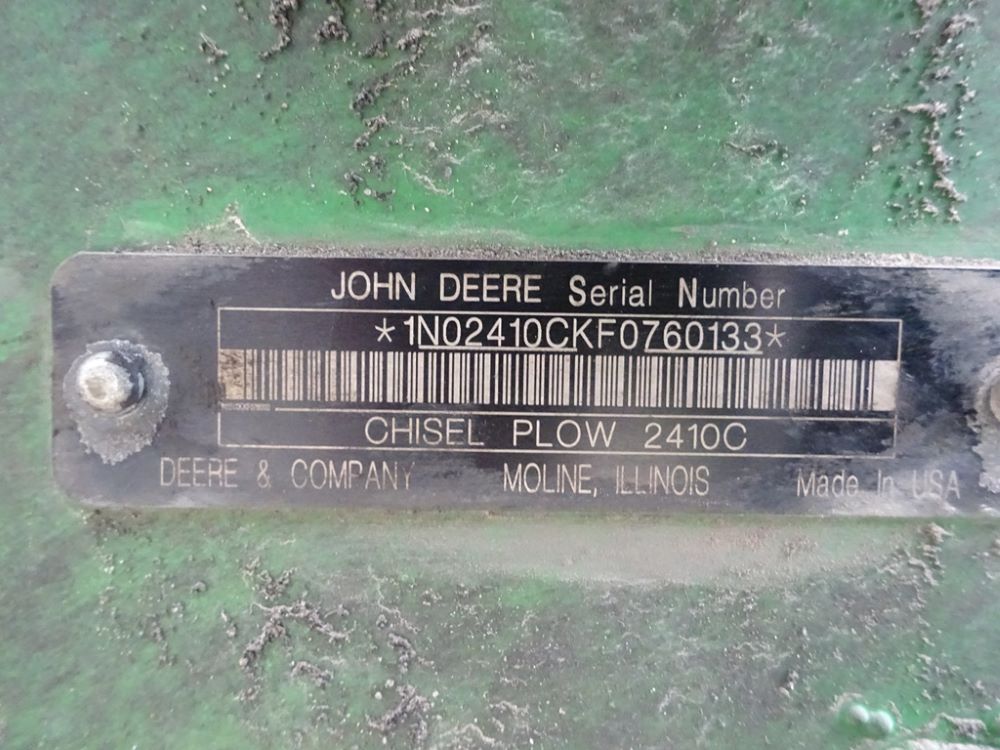 JOHN DEERE Serial Number
*1N02410CKF0760133*
CHISEL PLOW 2410C
DEERE & COMPANY MOLINE, ILLINOIS Made In USA